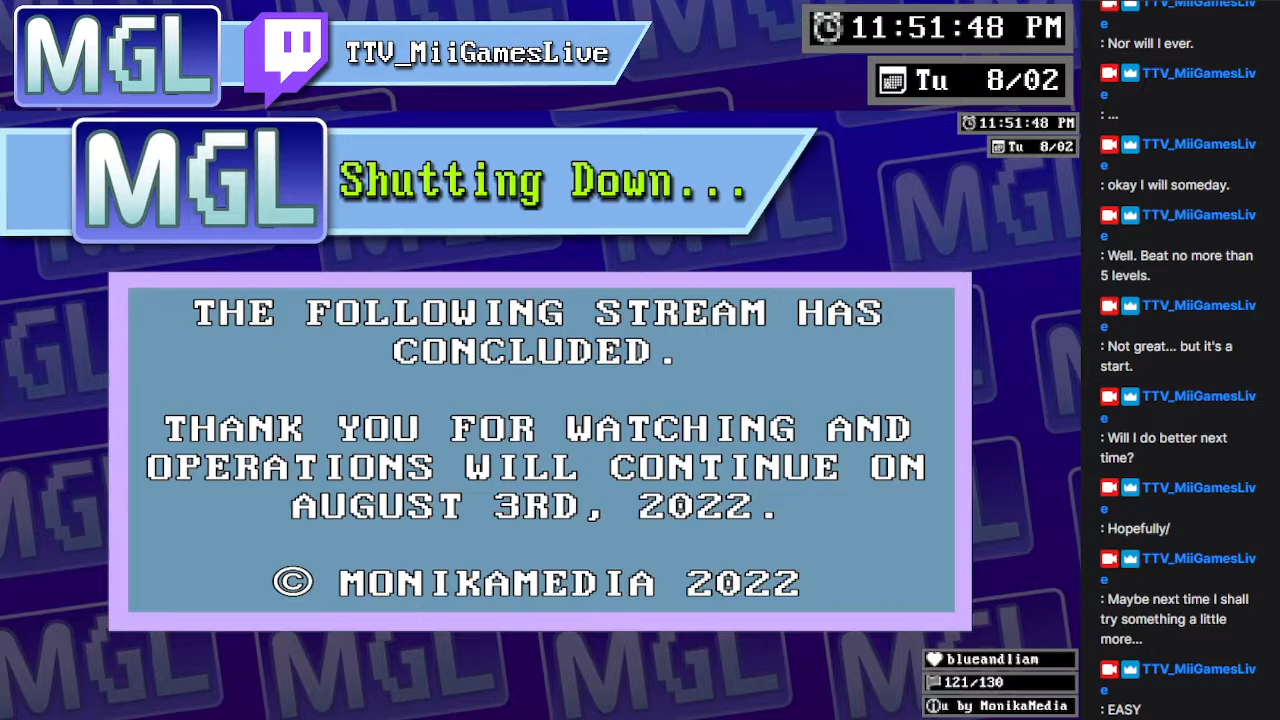 MGL
TTV_MiiGamesLive
11:51:48 PM
Tu 8/02
11:51:48 PM
Tu 8/02
MGL
Shutting Down...
THE FOLLOWING STREAM HAS
CONCLUDED.
THANK YOU FOR WATCHING AND
OPERATIONS WILL CONTINUE ON
AUGUST 3RD, 2022.
© MONIKAMEDIA 2022
blueandliam
121/130
u by MonikaMedia
TTV_MiiGamesLiv
e
: Nor will I ever.
TTV_MiiGamesLiv
e
: ...
TTV_MiiGamesLiv
e
: okay I will someday.
TTV_MiiGamesLiv
e
: Well. Beat no more than
5 levels.
TTV_MiiGamesLiv
e
: Not great... but it's a
start.
TTV_MiiGamesLiv
e
: Will I do better next
time?
TTV_MiiGamesLiv
e
: Hopefully/
TTV_MiiGamesLiv
e
: Maybe next time I shall
try something a little
more...
TTV_MiiGamesLiv
e
: EASY